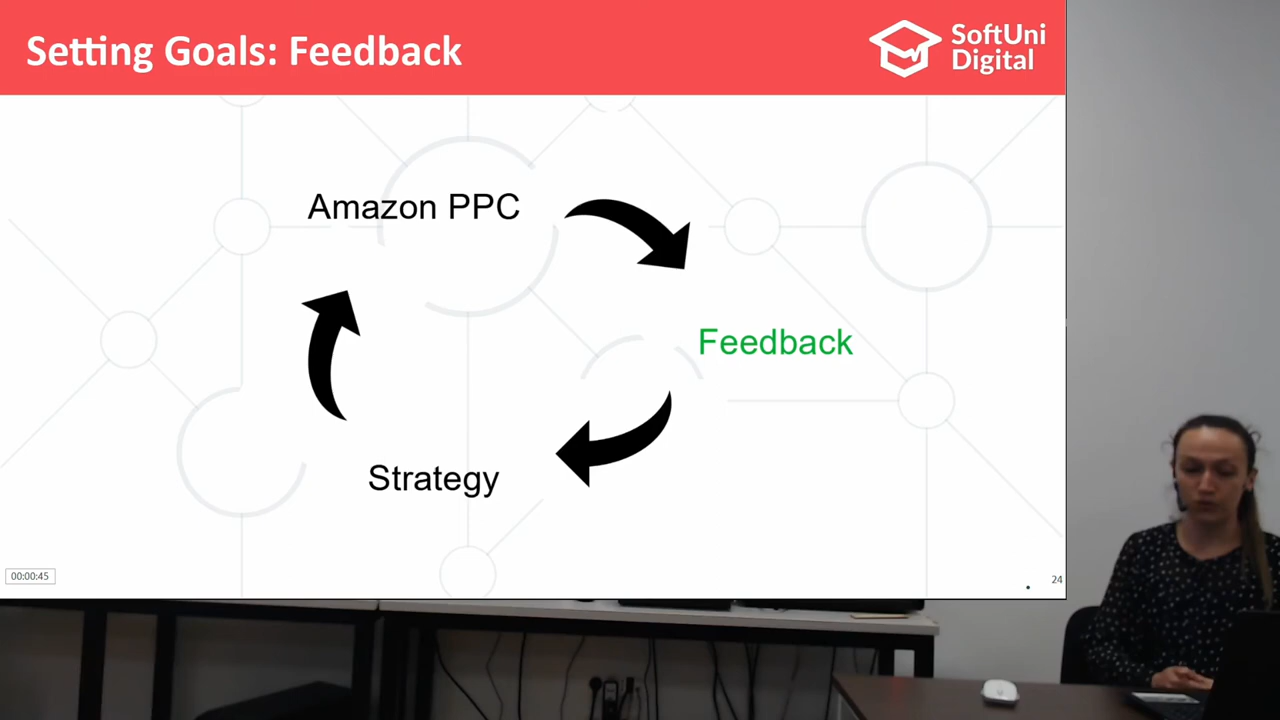 Setting Goals: Feedback
SoftUni
Digital
Amazon PPC
Feedback
Strategy
00:00:45
24